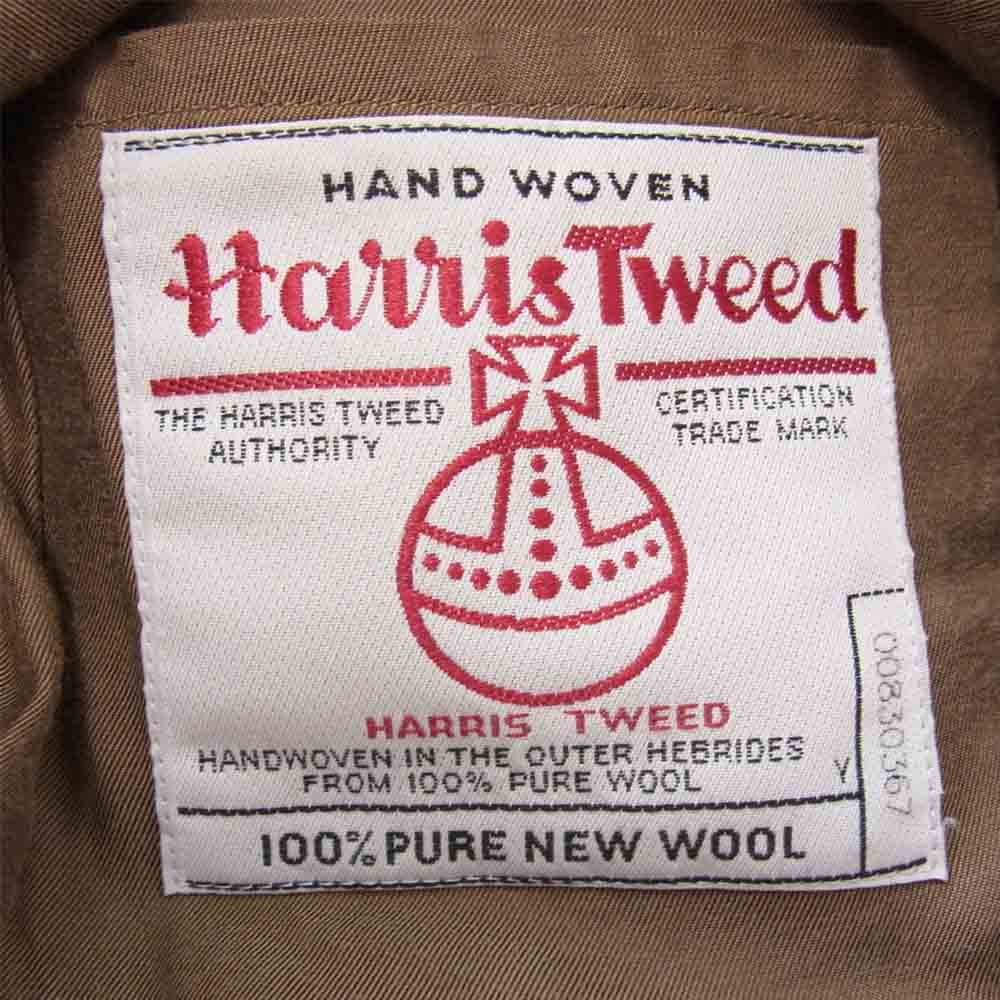 HAND WOVEN
Harris Tweed
THE HARRIS TWEED
AUTHORITY
CERTIFICATION
TRADE MARK
HARRIS TWEED
HANDWOVEN IN THE OUTER HEBRIDES
FROM 100% PURE WOOL
Y
00830367
100% PURE NEW WOOL